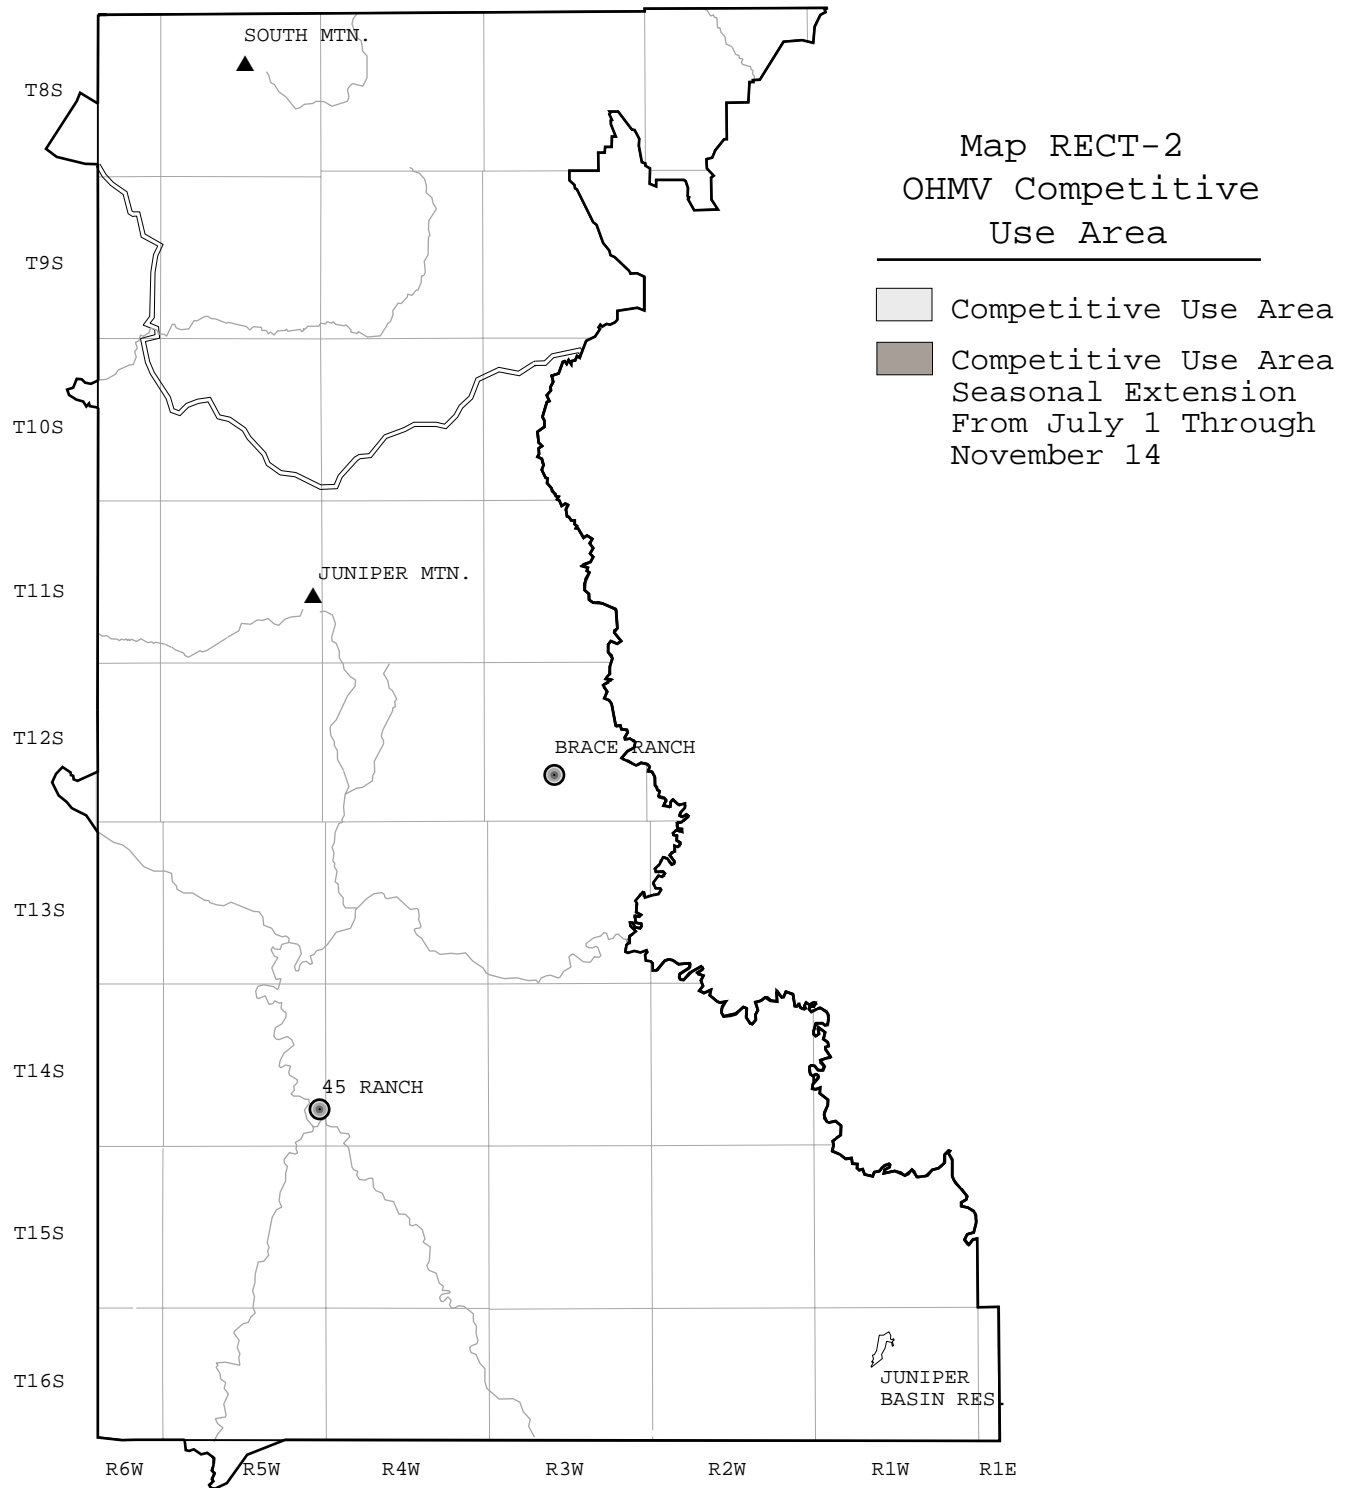 SOUTH MTN.
T8S
Map RECT-2
OHMV Competitive
Use Area
T9S
Competitive Use Area
Competitive Use Area
Seasonal Extension
From July 1 Through
November 14
T10S
JUNIPER MTN.
T11S
T12S
BRACE RANCH
T13S
T14S
45 RANCH
T15S
T16S
JUNIPER
BASIN RES.
R6W R5W R4W R3W R2W R1W R1E